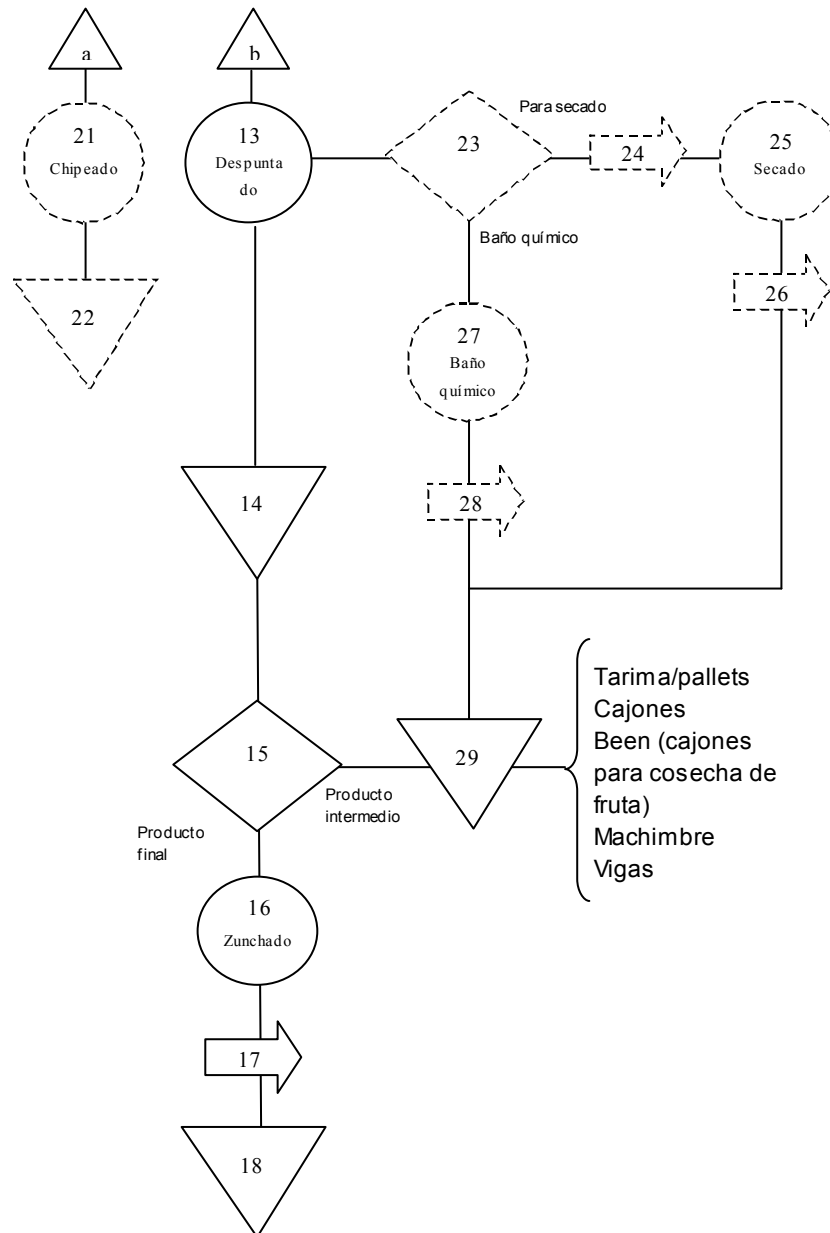 a
b
21
Chipeado
13
Despunta
do
23
Para secado
24
25
Secado
Baño químico
22
26
27
Baño
químico
14
28
15
Producto
intermedio
Producto
final
29
Tarima/pallets
Cajones
Been (cajones
para cosecha de
fruta)
Machimbre
Vigas
16
Zunchado
17
18